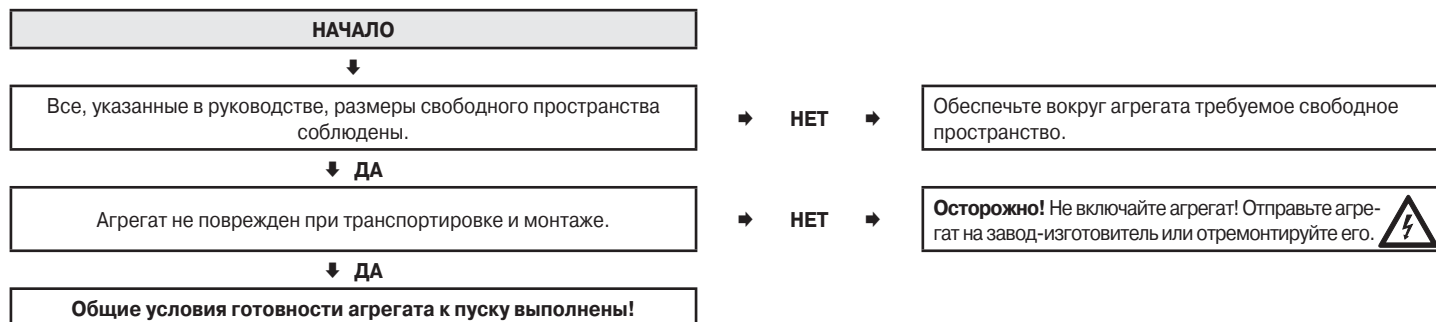 НАЧАЛО
Все, указанные в руководстве, размеры свободного пространства
соблюдены.
НЕТ
Обеспечьте вокруг агрегата требуемое свободное
пространство.
ДА
Агрегат не поврежден при транспортировке и монтаже.
НЕТ
Осторожно! Не включайте агрегат! Отправьте агре-
гат на завод-изготовитель или отремонтируйте его.
ДА
Общие условия готовности агрегата к пуску выполнены!